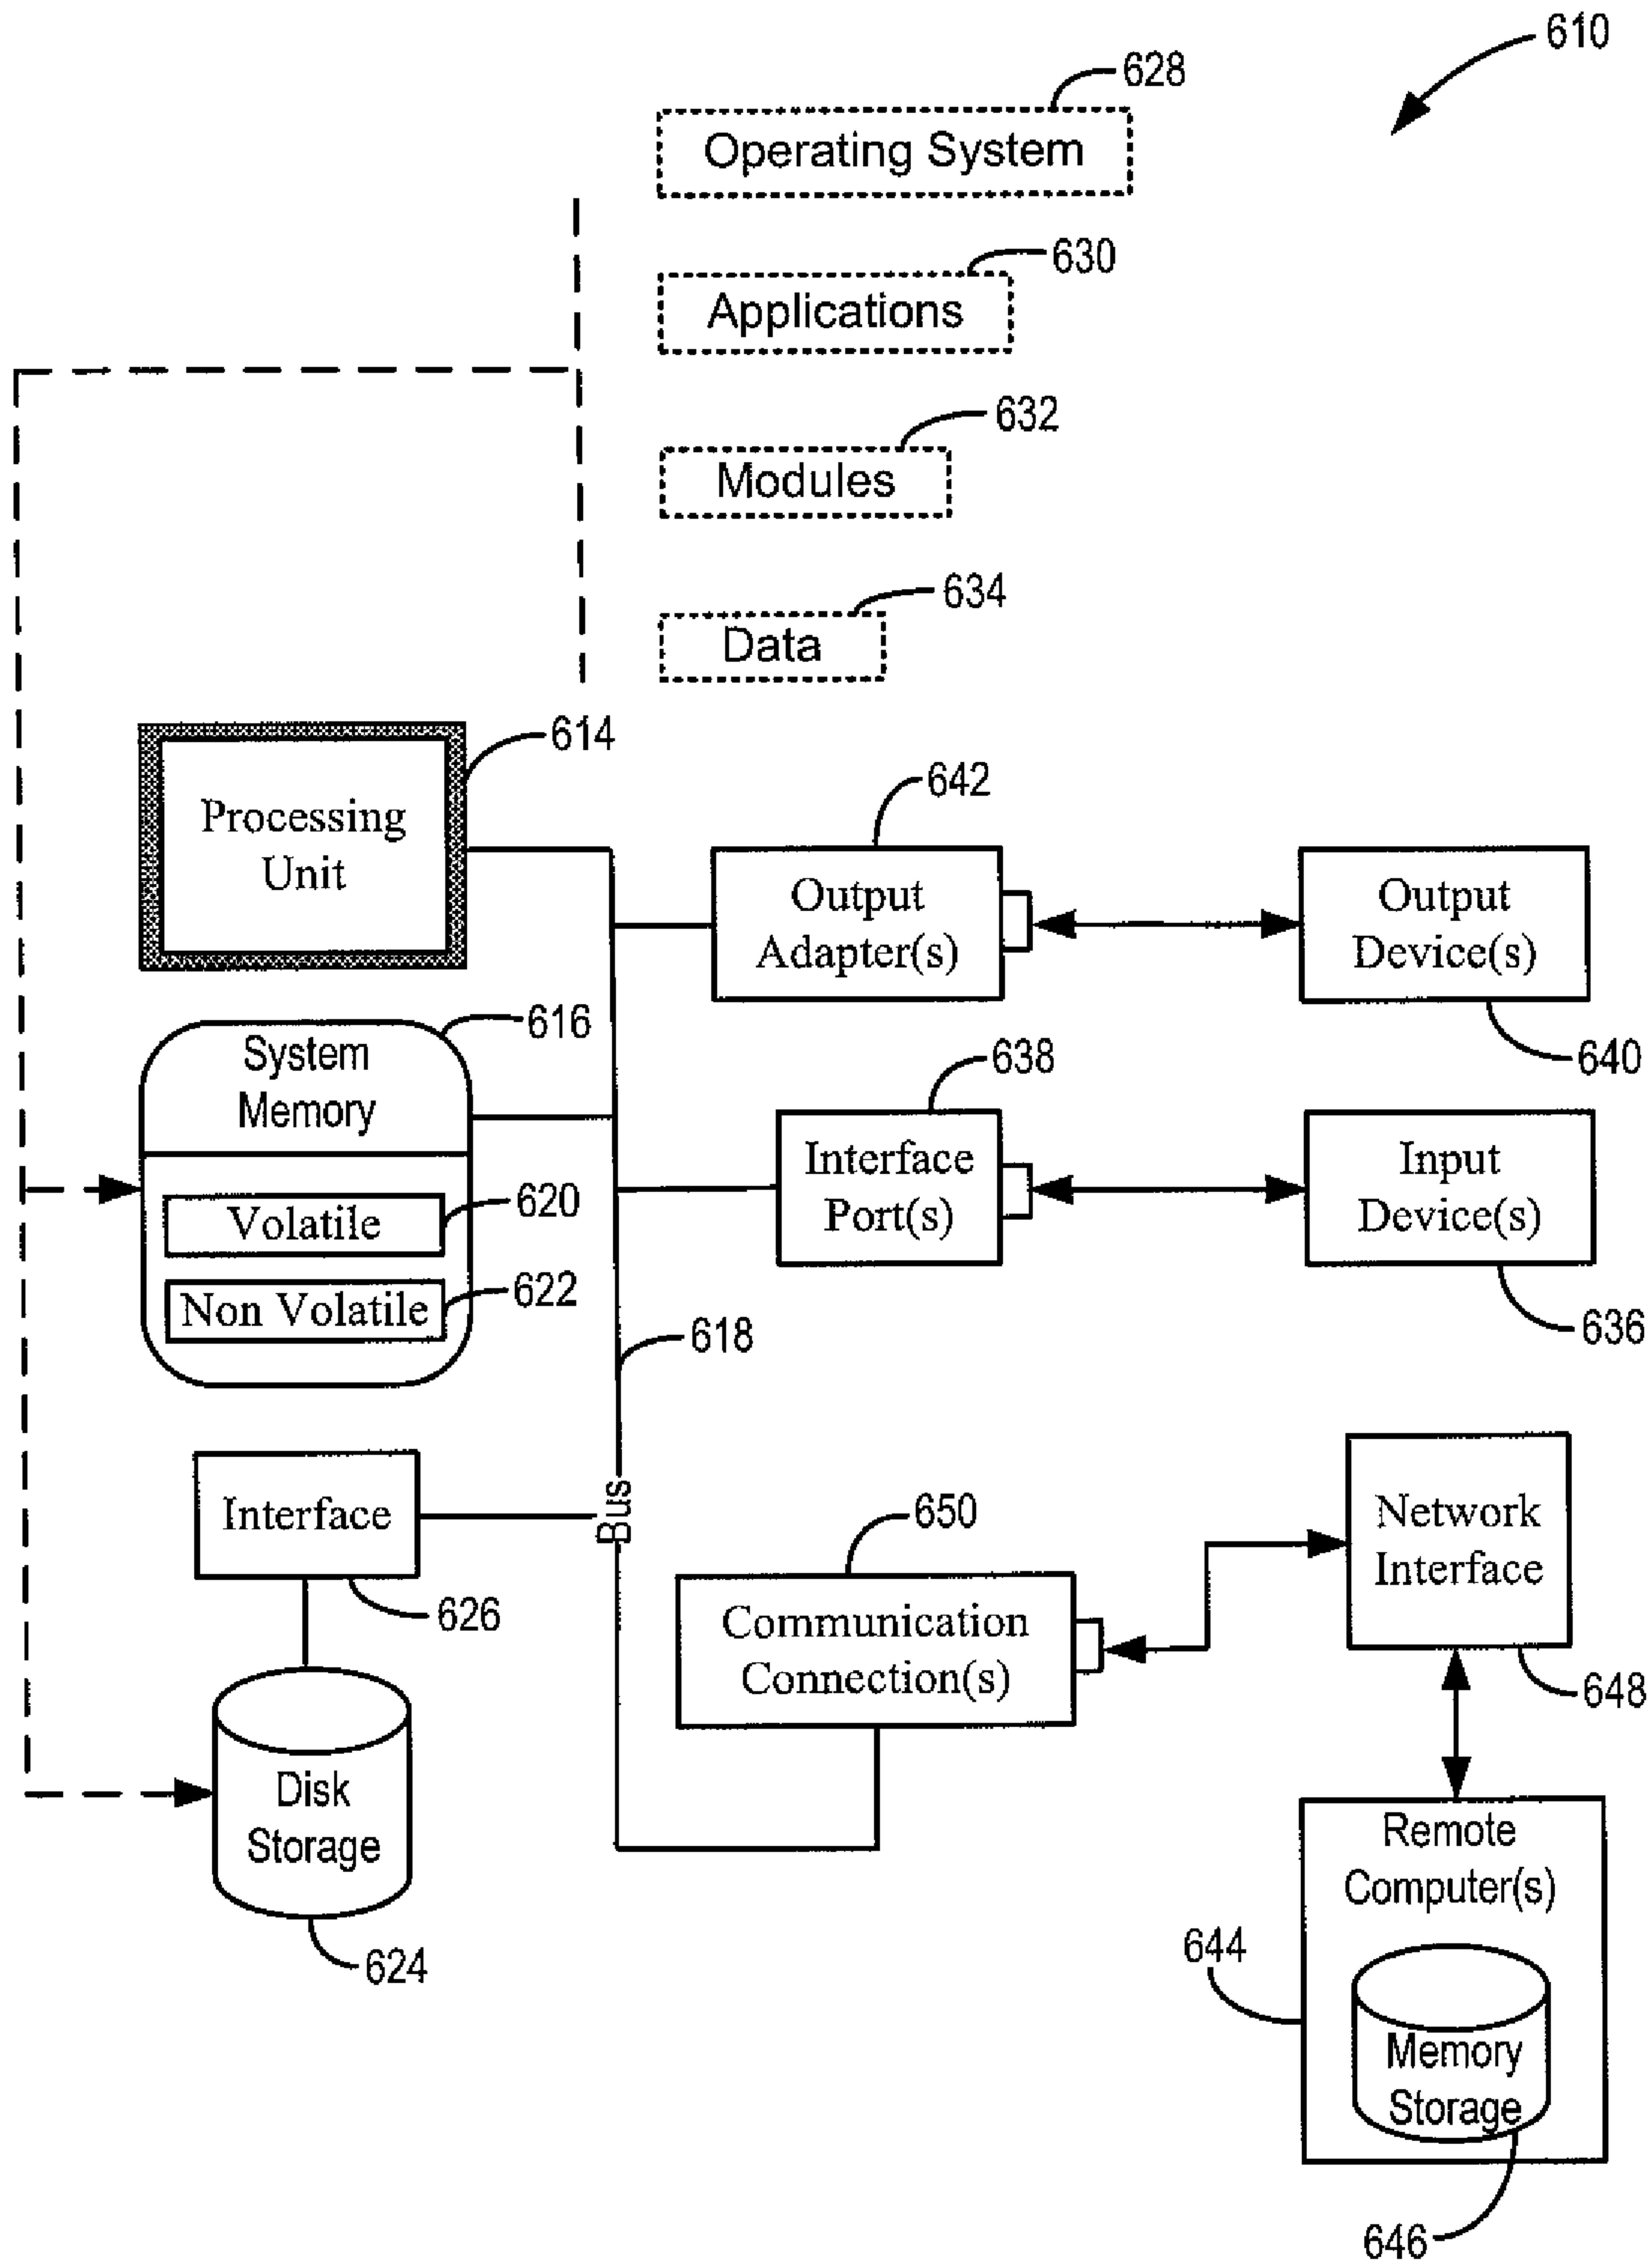 610
628
Operating System
630
Applications
632
Modules
634
Data
614
Processing
Unit
642
Output
Adapter(s)
Output
Device(s)
640
616
System
Memory
620
Volatile
622
Non Volatile
638
Interface
Port(s)
Input
Device(s)
636
618
Bus
Interface
626
650
Communication
Connection(s)
Network
Interface
648
Disk
Storage
624
Remote
Computer(s)
644
Memory
Storage
646